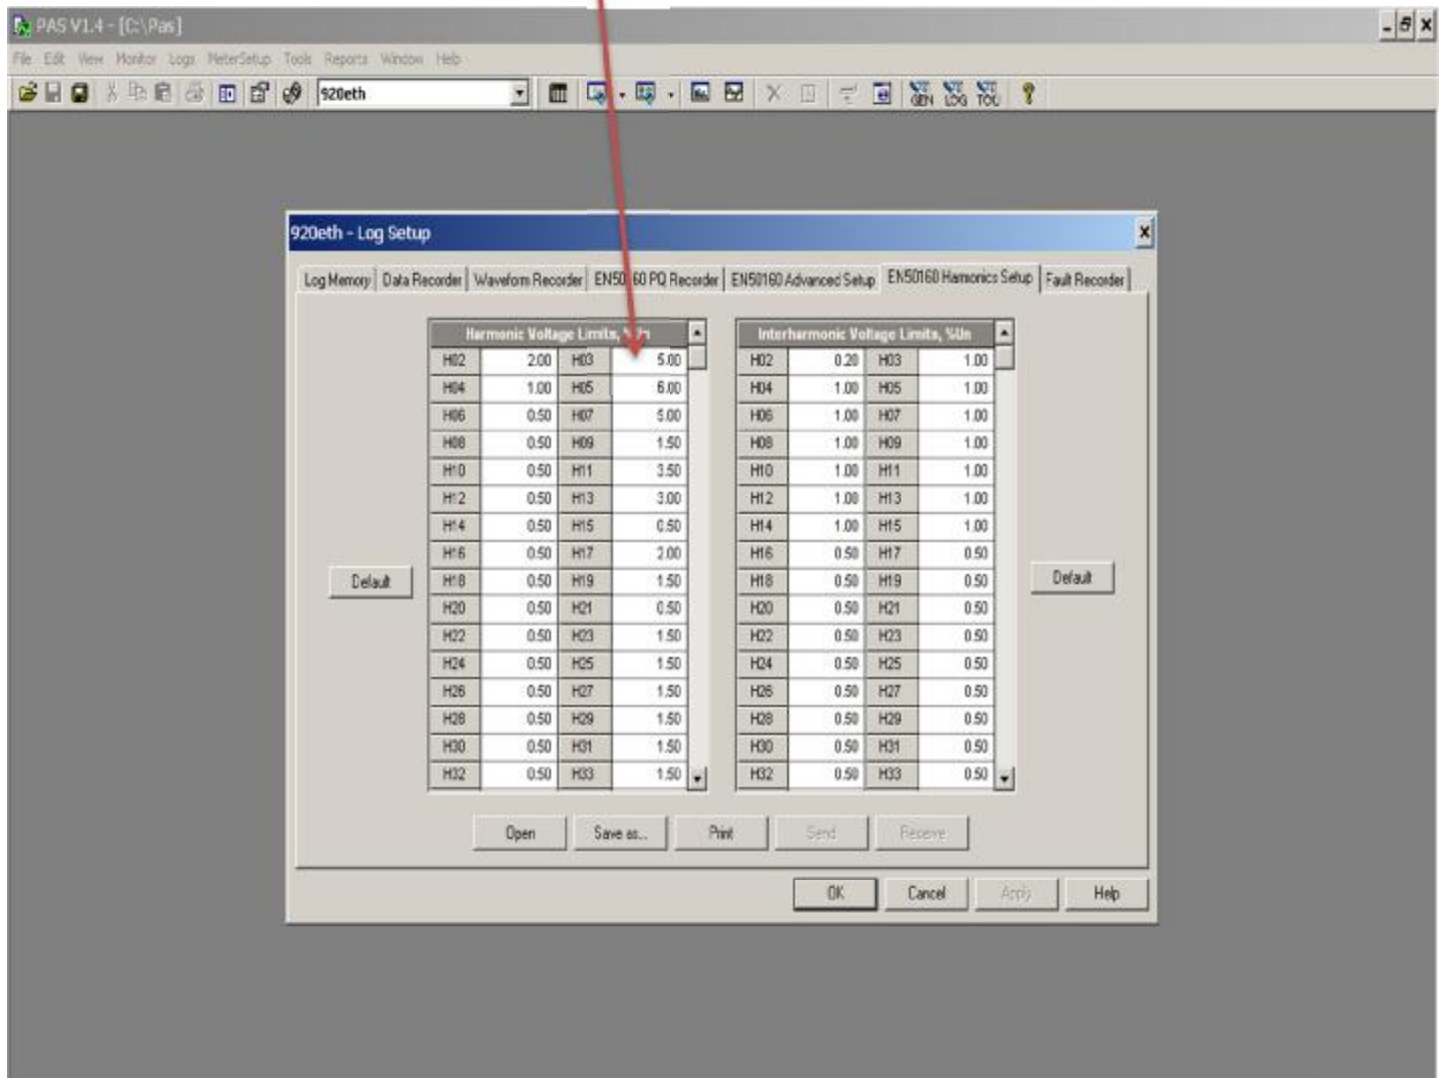 PAS V1.4 - [C:\Pas]
File Edit View Monitor Logs MeterSetup Tools Reports Window Help
920eth GEN LOG TOU
920eth - Log Setup
Log Memory Data Recorder Waveform Recorder EN50160 PQ Recorder EN50160 Advanced Setup EN50160 Harmonics Setup Fault Recorder
Harmonic Voltage Limits, %Un Interharmonic Voltage Limits, %Un
H02 2.00 H03 5.00 H02 0.20 H03 1.00
H04 1.00 H05 6.00 H04 1.00 H05 1.00
H06 0.50 H07 5.00 H06 1.00 H07 1.00
H08 0.50 H09 1.50 H08 1.00 H09 1.00
H10 0.50 H11 3.50 H10 1.00 H11 1.00
H12 0.50 H13 3.00 H12 1.00 H13 1.00
H14 0.50 H15 0.50 H14 1.00 H15 1.00
H16 0.50 H17 2.00 H16 0.50 H17 0.50
Default H18 0.50 H19 1.50 H18 0.50 H19 0.50 Default
H20 0.50 H21 0.50 H20 0.50 H21 0.50
H22 0.50 H23 1.50 H22 0.50 H23 0.50
H24 0.50 H25 1.50 H24 0.50 H25 0.50
H26 0.50 H27 1.50 H26 0.50 H27 0.50
H28 0.50 H29 1.50 H28 0.50 H29 0.50
H30 0.50 H31 1.50 H30 0.50 H31 0.50
H32 0.50 H33 1.50 H32 0.50 H33 0.50
Open Save as... Print Send Receive
OK Cancel Apply Help